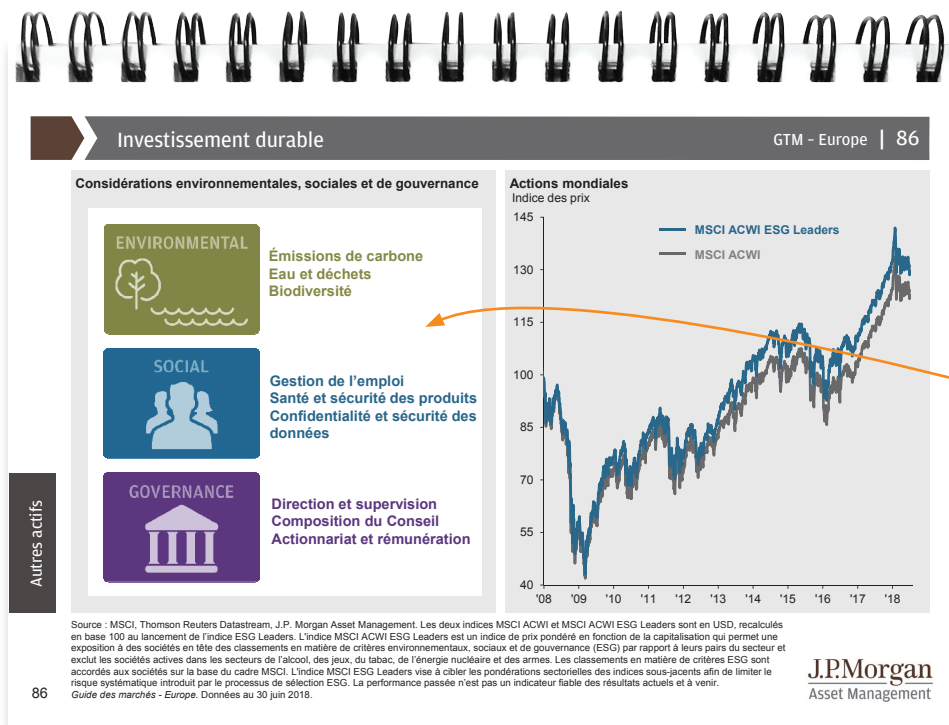 Investissement durable
GTM – Europe | 86
Considérations environnementales, sociales et de gouvernance
ENVIRONMENTAL
Émissions de carbone
Eau et déchets
Biodiversité
SOCIAL
Gestion de l'emploi
Santé et sécurité des produits
Confidentialité et sécurité des
données
GOVERNANCE
Direction et supervision
Composition du Conseil
Actionnariat et rémunération
Actions mondiales
Indice des prix
MSCI ACWI ESG Leaders
MSCI ACWI
145
130
115
100
85
70
55
40
'08 '09 '10 '11 '12 '13 '14 '15 '16 '17 '18
Autres actifs
Source : MSCI, Thomson Reuters Datastream, J.P. Morgan Asset Management. Les deux indices MSCI ACWI et MSCI ACWI ESG Leaders sont en USD, recalculés
en base 100 au lancement de l'indice ESG Leaders. L'indice MSCI ACWI ESG Leaders est un indice de prix pondéré en fonction de la capitalisation qui permet une
exposition à des sociétés en tête des classements en matière de critères environnementaux, sociaux et de gouvernance (ESG) par rapport à leurs pairs du secteur et
exclut les sociétés actives dans les secteurs de l'alcool, des jeux, du tabac, de l'énergie nucléaire et des armes. Les classements en matière de critères ESG sont
accordés aux sociétés sur la base du cadre MSCI. L'indice MSCI ESG Leaders vise à cibler les pondérations sectorielles des indices sous-jacents afin de limiter le
risque systématique introduit par le processus de sélection ESG. La performance passée n'est pas un indicateur fiable des résultats actuels et à venir.
Guide des marchés - Europe. Données au 30 juin 2018.
86
J.P.Morgan
Asset Management